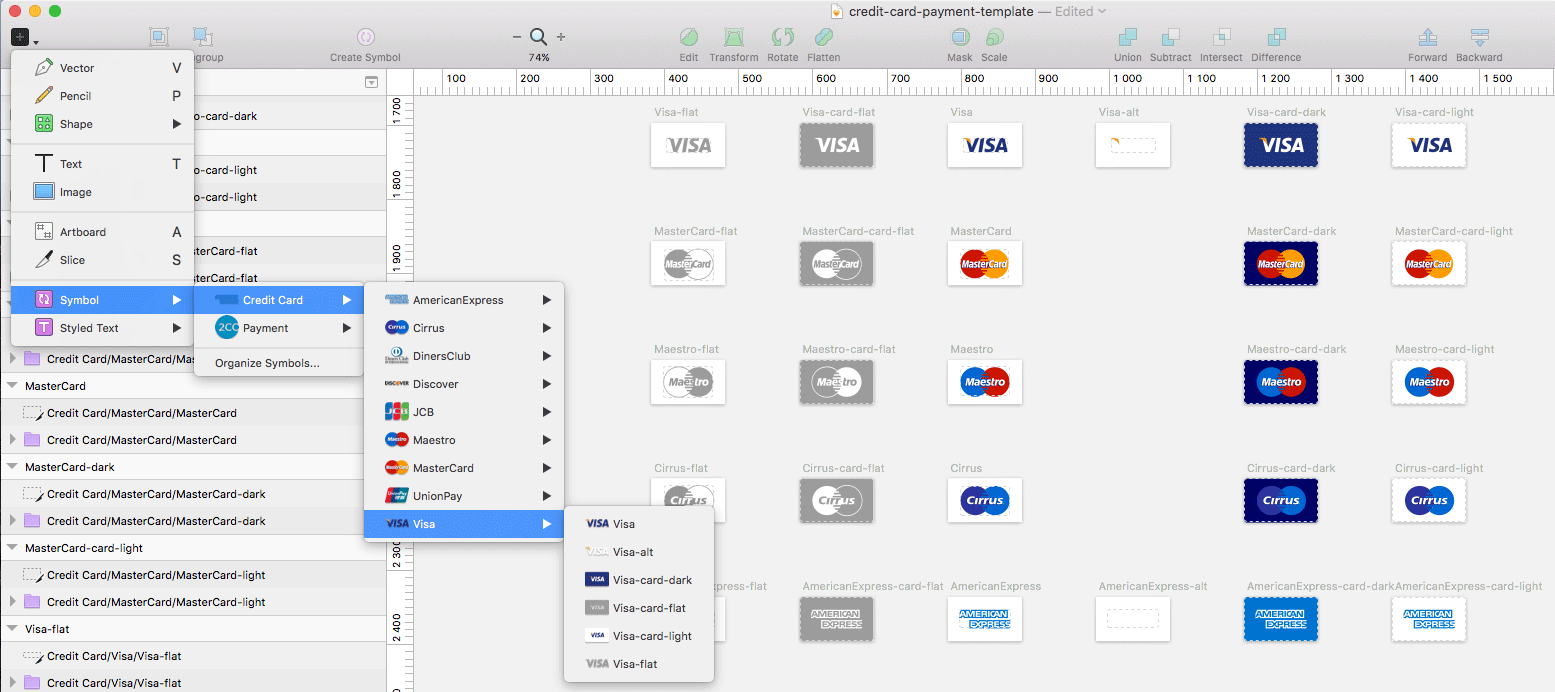 credit-card-payment-template — Edited
group
Create Symbol
74%
Edit
Transform
Rotate
Flatten
Mask
Scale
Union
Subtract
Intersect
Difference
Forward
Backward
Vector V
Pencil P
Shape
Text T
Image
Artboard A
Slice S
Symbol
Styled Text
Credit Card
Payment
Organize Symbols...
AmericanExpress
Cirrus
DinersClub
Discover
JCB
Maestro
MasterCard
UnionPay
Visa
Visa
Visa-alt
Visa-card-dark
Visa-card-flat
Visa-card-light
Visa-flat
o-card-dark
o-card-light
o-card-light
sterCard-flat
sterCard-flat
Credit Card/MasterCard/Mas
MasterCard
Credit Card/MasterCard/MasterCard
Credit Card/MasterCard/MasterCard
MasterCard-dark
Credit Card/MasterCard/MasterCard-dark
Credit Card/MasterCard/MasterCard-dark
MasterCard-card-light
Credit Card/MasterCard/MasterCard-light
Credit Card/MasterCard/MasterCard-light
Visa-flat
Credit Card/Visa/Visa-flat
Credit Card/Visa/Visa-flat
100 200 300 400 500 600 700 800 900 1 000 1 100 1 200 1 300 1 400 1 500
1 700
1 800
1 900
2 300
2 400
Visa-flat Visa-card-flat Visa Visa-alt Visa-card-dark Visa-card-light
VISA VISA VISA VISA VISA
MasterCard-flat MasterCard-card-flat MasterCard MasterCard-dark MasterCard-card-light
MasterCard MasterCard MasterCard MasterCard MasterCard
Maestro-flat Maestro-card-flat Maestro Maestro-card-dark Maestro-card-light
Maestro Maestro Maestro Maestro Maestro
Cirrus-flat Cirrus-card-flat Cirrus Cirrus-card-dark Cirrus-card-light
Cirrus Cirrus Cirrus Cirrus Cirrus
xpress-flat AmericanExpress-card-flat AmericanExpress AmericanExpress-alt AmericanExpress-card-dark AmericanExpress-card-light
AMERICAN EXPRESS AMERICAN EXPRESS AMERICAN EXPRESS AMERICAN EXPRESS